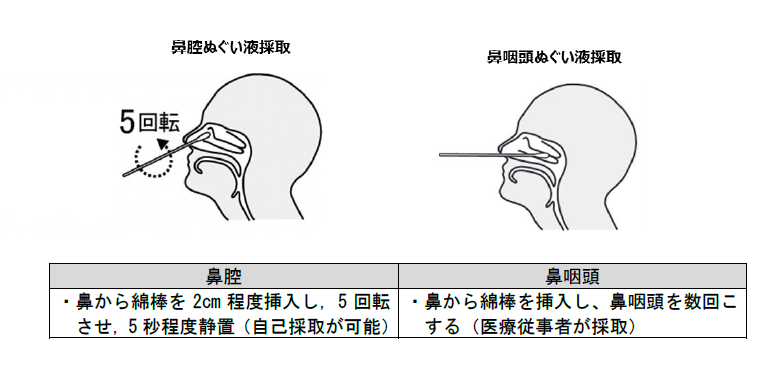 鼻腔ぬぐい液採取
鼻咽頭ぬぐい液採取
5回転
鼻腔
鼻咽頭
・鼻から綿棒を 2cm 程度挿入し，5 回転
させ，5 秒程度静置（自己採取が可能）
・鼻から綿棒を挿入し、鼻咽頭を数回こ
する（医療従事者が採取）